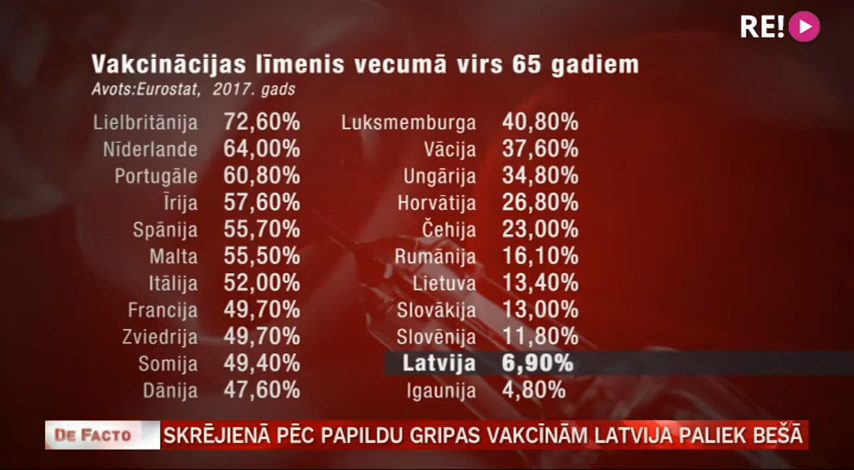 RE!
Vakcinācijas līmenis vecumā virs 65 gadiem
Avots:Eurostat, 2017. gads
Lielbritānija 72,60%
Nīderlande 64,00%
Portugāle 60,80%
Īrija 57,60%
Spānija 55,70%
Malta 55,50%
Itālija 52,00%
Francija 49,70%
Zviedrija 49,70%
Somija 49,40%
Dānija 47,60%
Luksmemburga 40,80%
Vācija 37,60%
Ungārija 34,80%
Horvātija 26,80%
Čehija 23,00%
Rumānija 16,10%
Lietuva 13,40%
Slovākija 13,00%
Slovēnija 11,80%
Latvija 6,90%
Igaunija 4,80%
DE FACTO
SKRĒJIENĀ PĒC PAPILDU GRIPAS VAKCĪNĀM LATVIJA PALIEK BEŠĀ